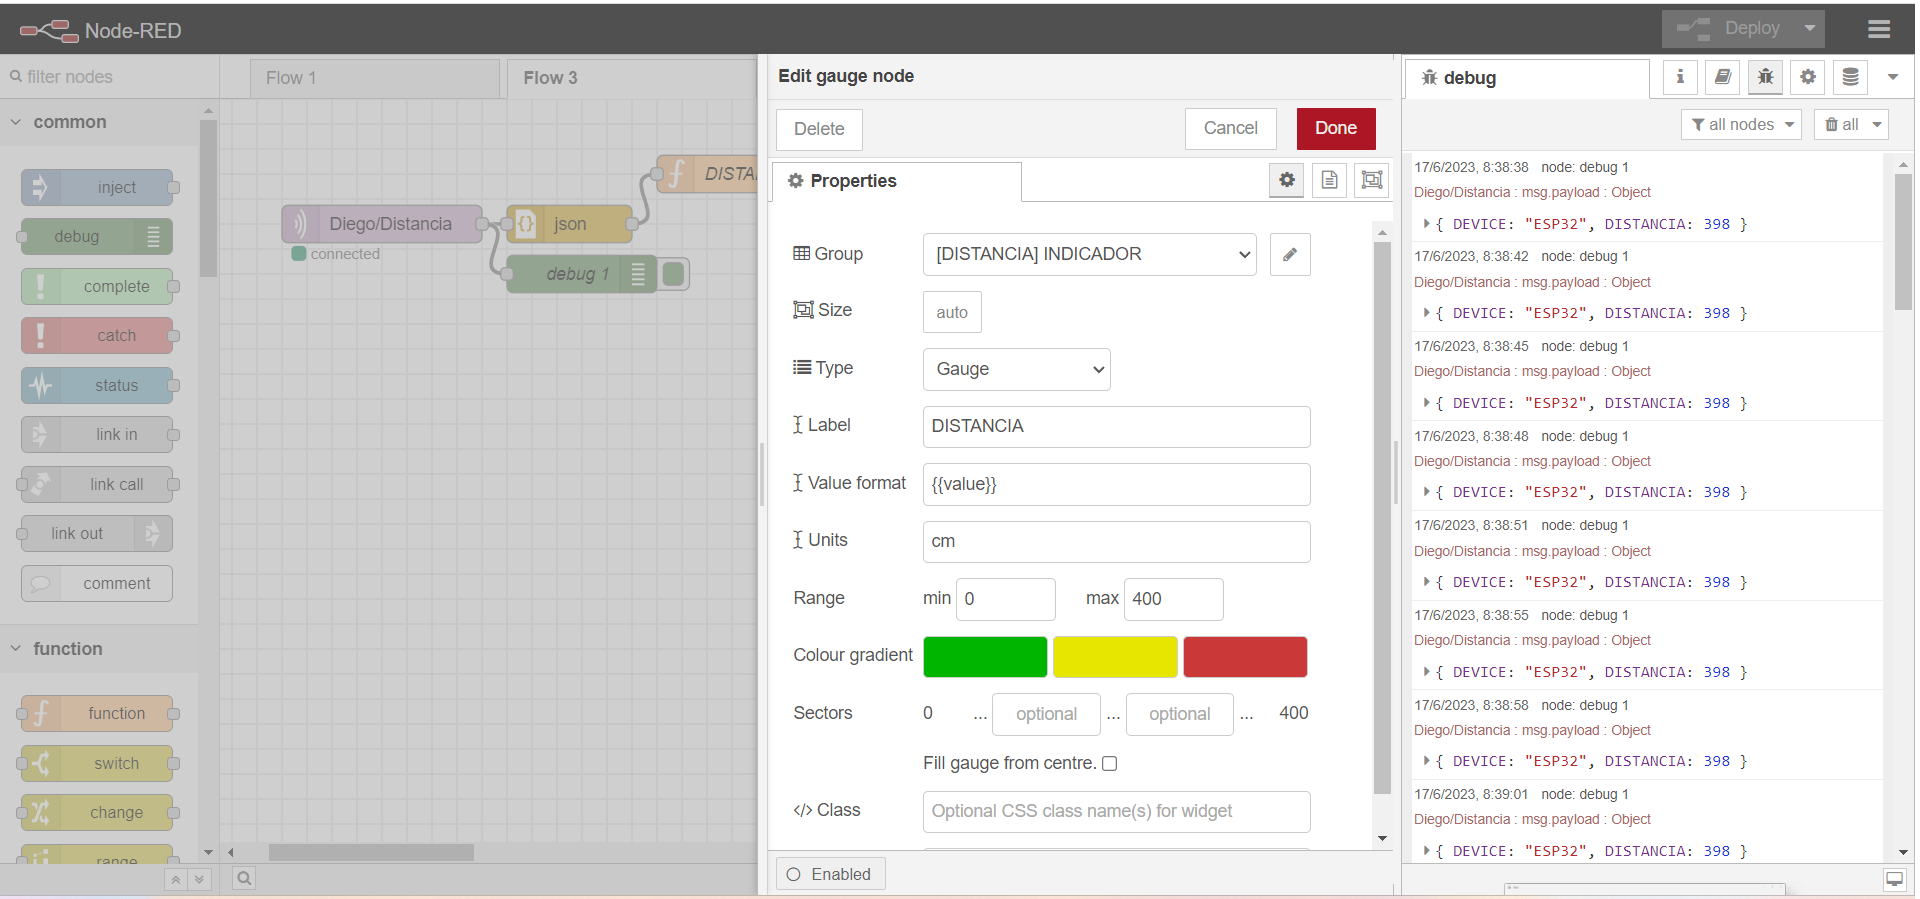 Node-RED
Deploy
filter nodes
Flow 1
Flow 3
common
inject
debug
complete
catch
status
link in
link call
link out
comment
function
function
switch
change
range
Diego/Distancia
connected
json
debug 1
DISTA
Edit gauge node
Delete
Cancel
Done
Properties
Group
[DISTANCIA] INDICADOR
Size
auto
Type
Gauge
Label
DISTANCIA
Value format
{{value}}
Units
cm
Range
min 0 max 400
Colour gradient
Sectors
0 ... optional ... optional ... 400
Fill gauge from centre.
</> Class
Optional CSS class name(s) for widget
Enabled
debug
i
all nodes
all
17/6/2023, 8:38:38 node: debug 1
Diego/Distancia : msg.payload : Object
{ DEVICE: "ESP32", DISTANCIA: 398 }
17/6/2023, 8:38:42 node: debug 1
Diego/Distancia : msg.payload : Object
{ DEVICE: "ESP32", DISTANCIA: 398 }
17/6/2023, 8:38:45 node: debug 1
Diego/Distancia : msg.payload : Object
{ DEVICE: "ESP32", DISTANCIA: 398 }
17/6/2023, 8:38:48 node: debug 1
Diego/Distancia : msg.payload : Object
{ DEVICE: "ESP32", DISTANCIA: 398 }
17/6/2023, 8:38:51 node: debug 1
Diego/Distancia : msg.payload : Object
{ DEVICE: "ESP32", DISTANCIA: 398 }
17/6/2023, 8:38:55 node: debug 1
Diego/Distancia : msg.payload : Object
{ DEVICE: "ESP32", DISTANCIA: 398 }
17/6/2023, 8:38:58 node: debug 1
Diego/Distancia : msg.payload : Object
{ DEVICE: "ESP32", DISTANCIA: 398 }
17/6/2023, 8:39:01 node: debug 1
Diego/Distancia : msg.payload : Object
{ DEVICE: "ESP32", DISTANCIA: 398 }